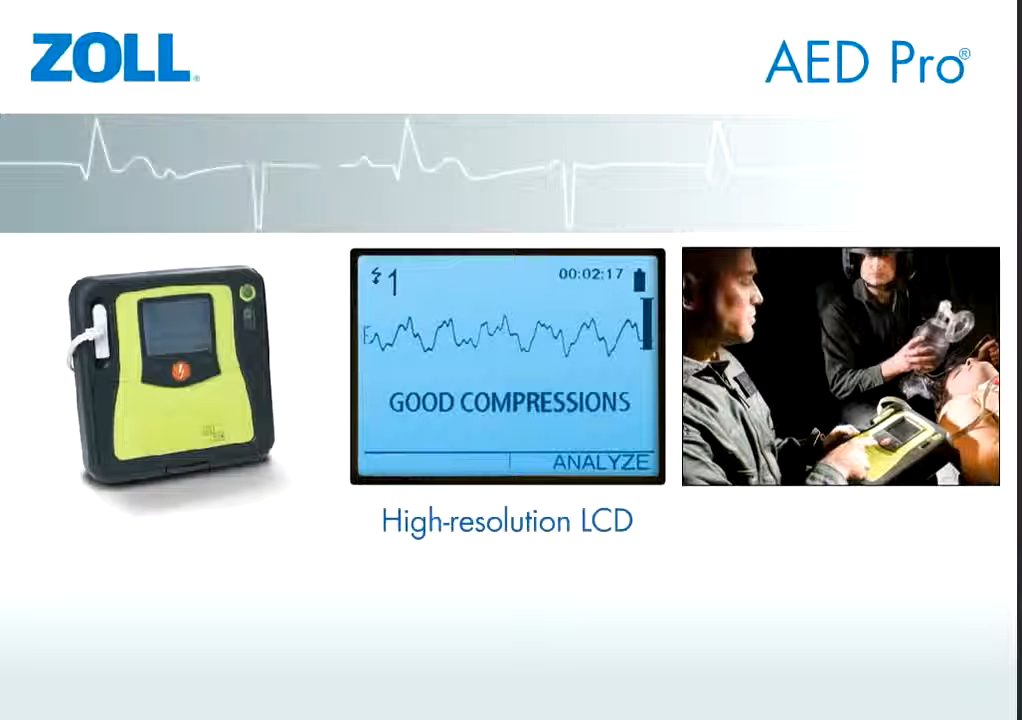 ZOLL®
AED Pro®
1
00:02:17
GOOD COMPRESSIONS
ANALYZE
High-resolution LCD